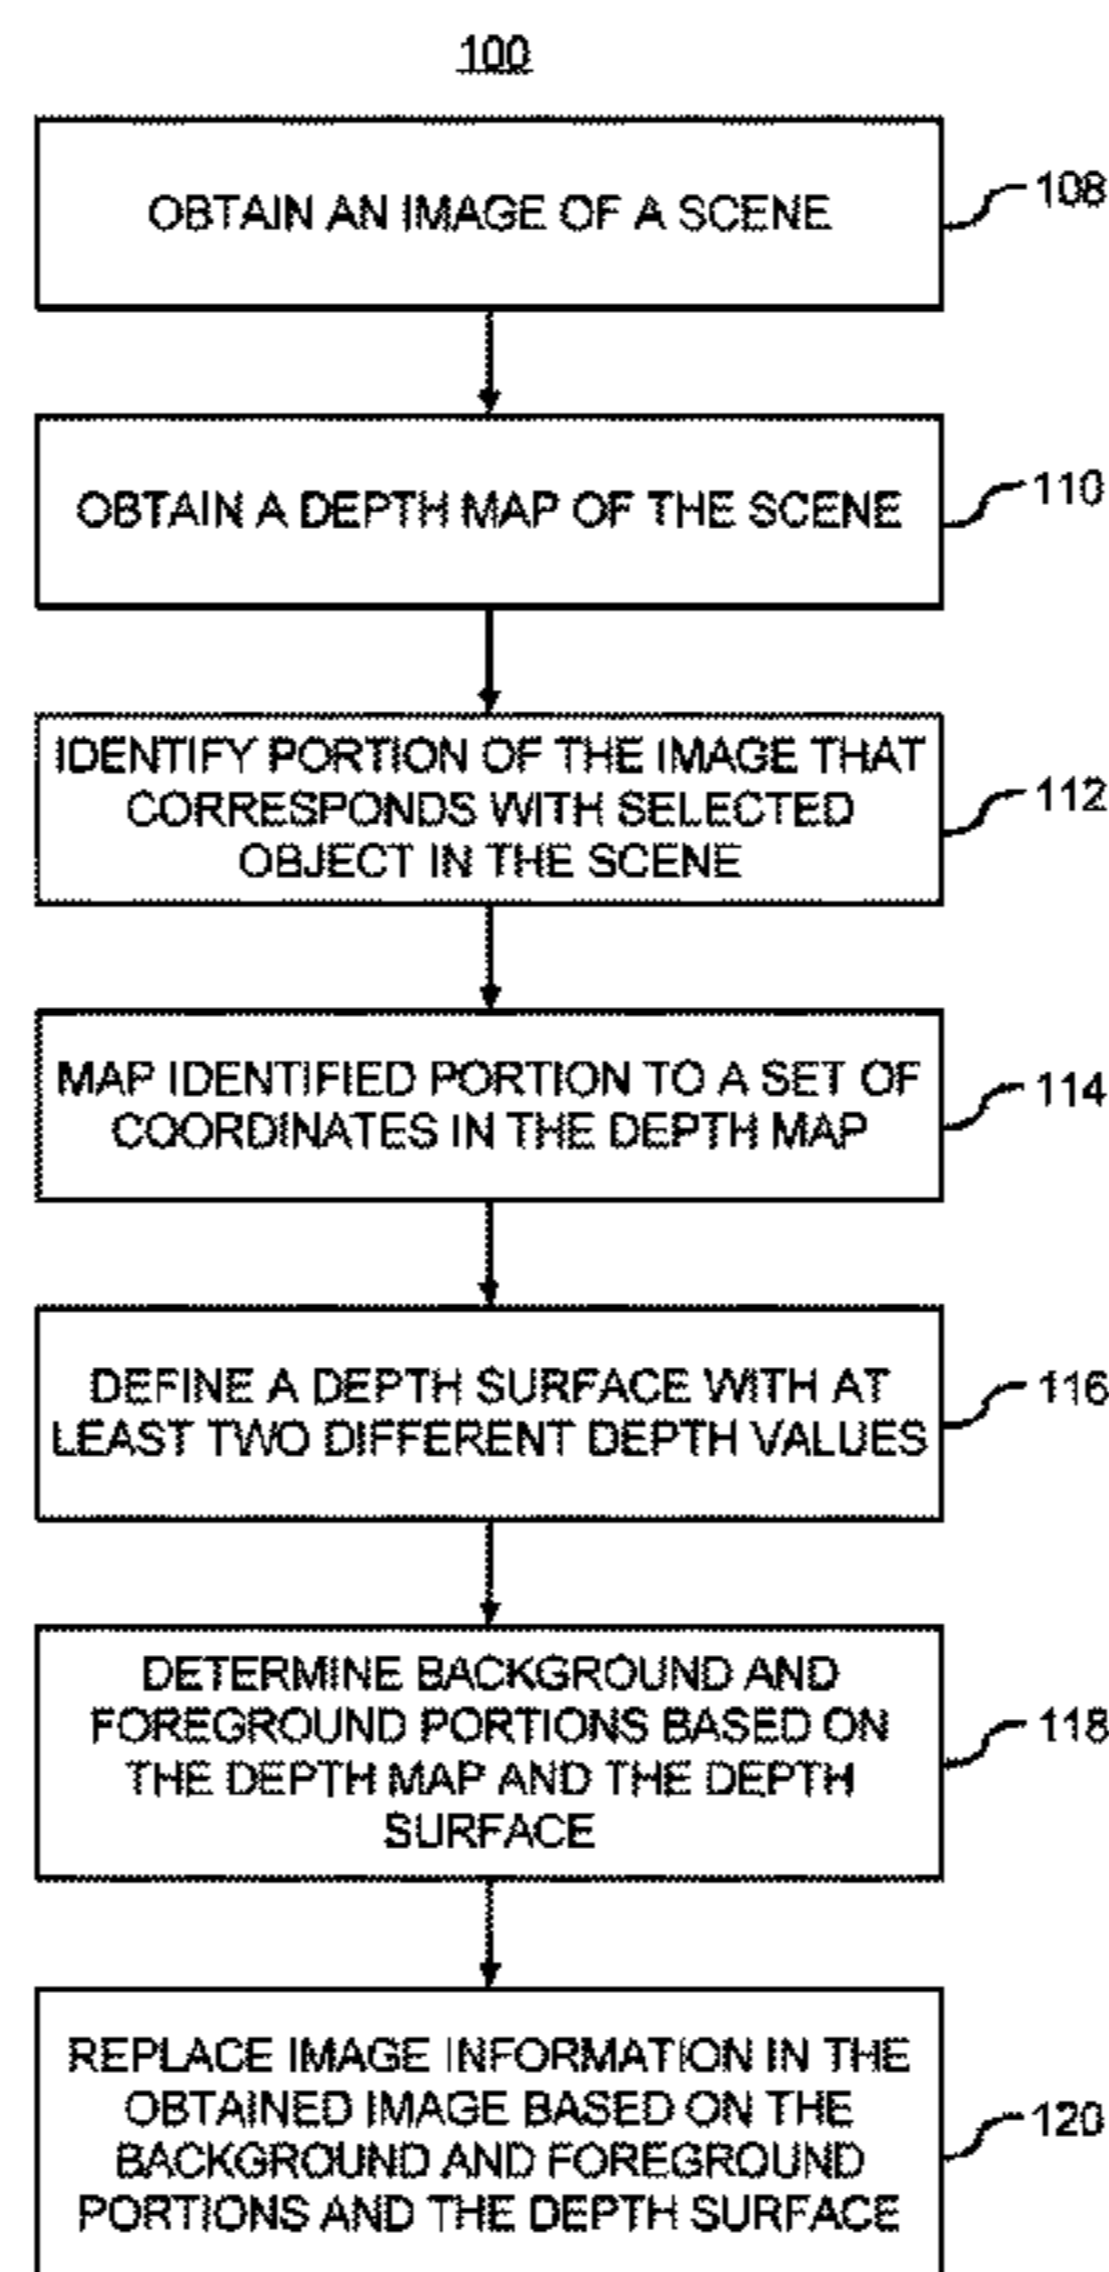 100
OBTAIN AN IMAGE OF A SCENE
108
OBTAIN A DEPTH MAP OF THE SCENE
110
IDENTIFY PORTION OF THE IMAGE THAT
CORRESPONDS WITH SELECTED
OBJECT IN THE SCENE
112
MAP IDENTIFIED PORTION TO A SET OF
COORDINATES IN THE DEPTH MAP
114
DEFINE A DEPTH SURFACE WITH AT
LEAST TWO DIFFERENT DEPTH VALUES
116
DETERMINE BACKGROUND AND
FOREGROUND PORTIONS BASED ON
THE DEPTH MAP AND THE DEPTH
SURFACE
118
REPLACE IMAGE INFORMATION IN THE
OBTAINED IMAGE BASED ON THE
BACKGROUND AND FOREGROUND
PORTIONS AND THE DEPTH SURFACE
120